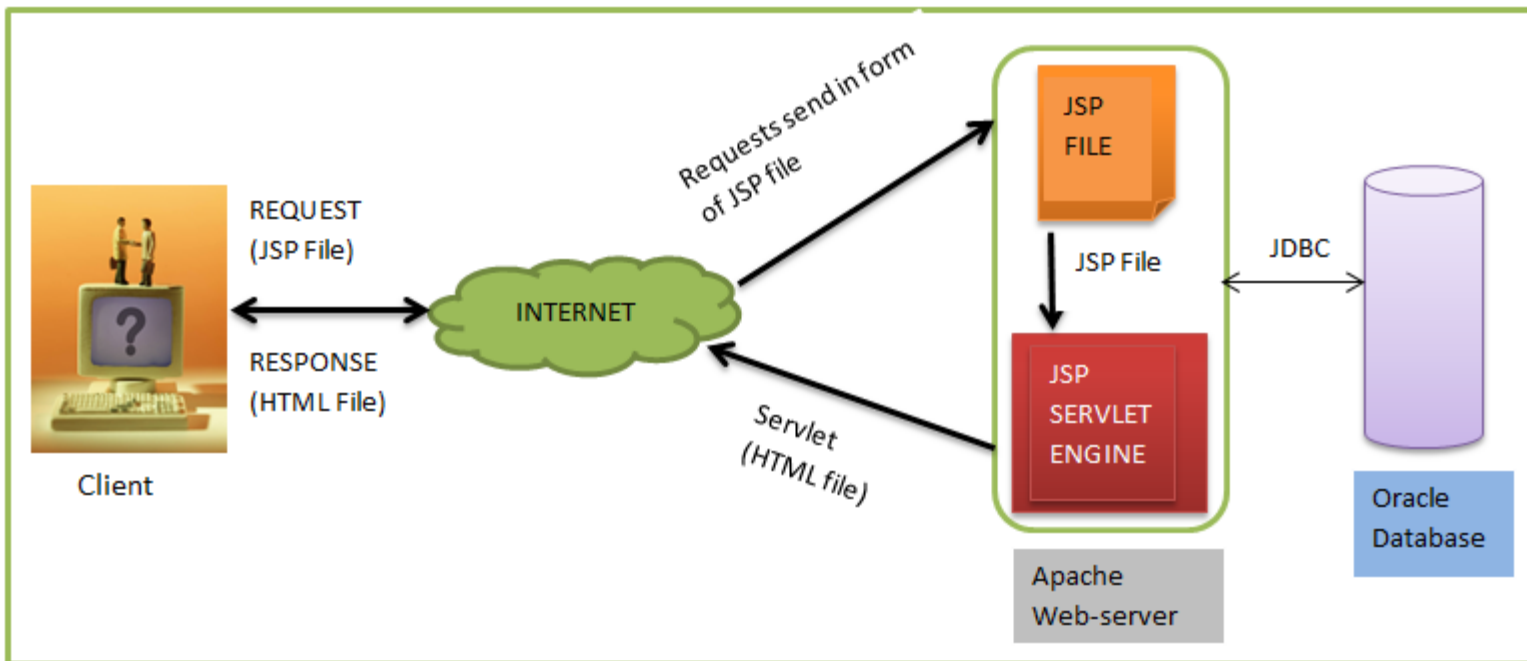 REQUEST
(JSP File)
RESPONSE
(HTML File)
Client
INTERNET
Requests send in form
of JSP file
Servlet
(HTML file)
JSP
FILE
JSP File
JSP
SERVLET
ENGINE
Apache
Web-server
JDBC
Oracle
Database
?